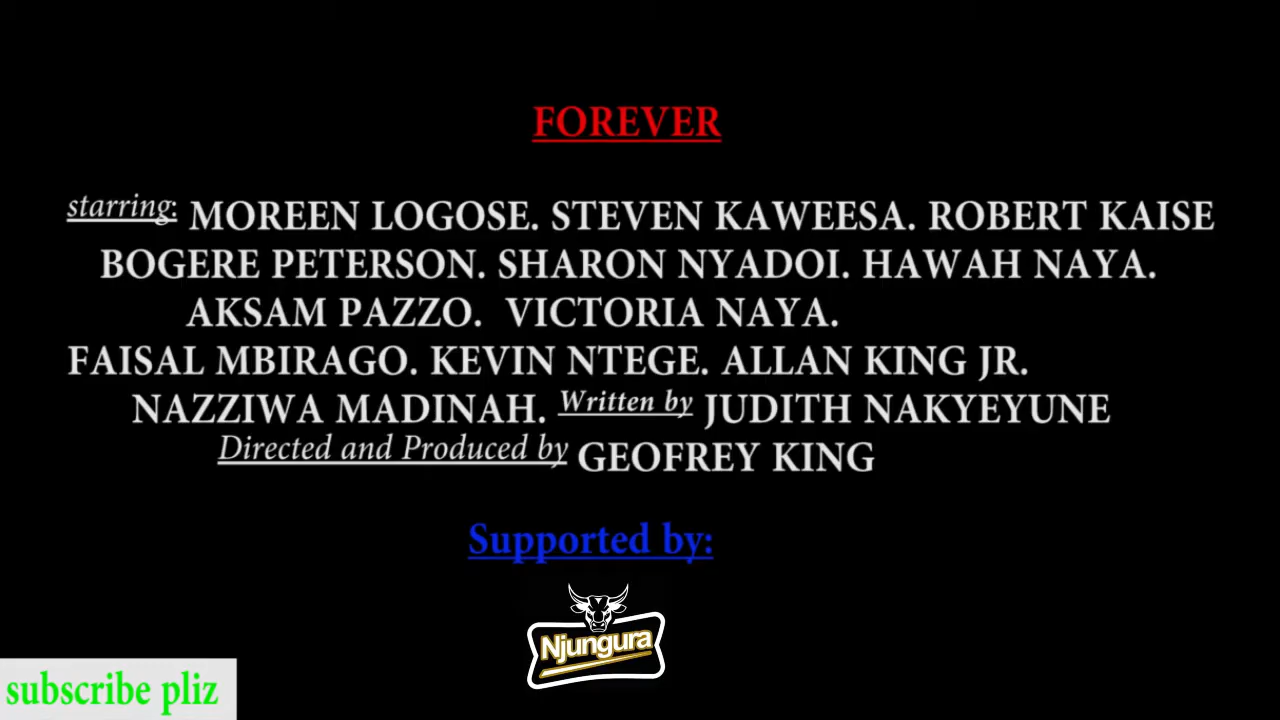 FOREVER
starring: MOREEN LOGOSE. STEVEN KAWEESA. ROBERT KAISE
BOGERE PETERSON. SHARON NYADOI. HAWAH NAYA.
AKSAM PAZZO. VICTORIA NAYA.
FAISAL MBIRAGO. KEVIN NTEGE. ALLAN KING JR.
NAZZIWA MADINAH. Written by JUDITH NAKYEYUNE
Directed and Produced by GEOFREY KING
Supported by:
Njungura
subscribe pliz